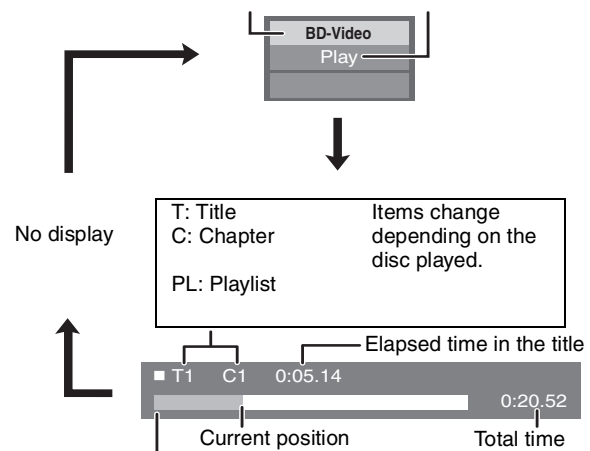 BD-Video
Play
No display
T: Title
C: Chapter
PL: Playlist
Items change
depending on the
disc played.
Elapsed time in the title
T1 C1 0:05.14
0:20.52
Current position
Total time